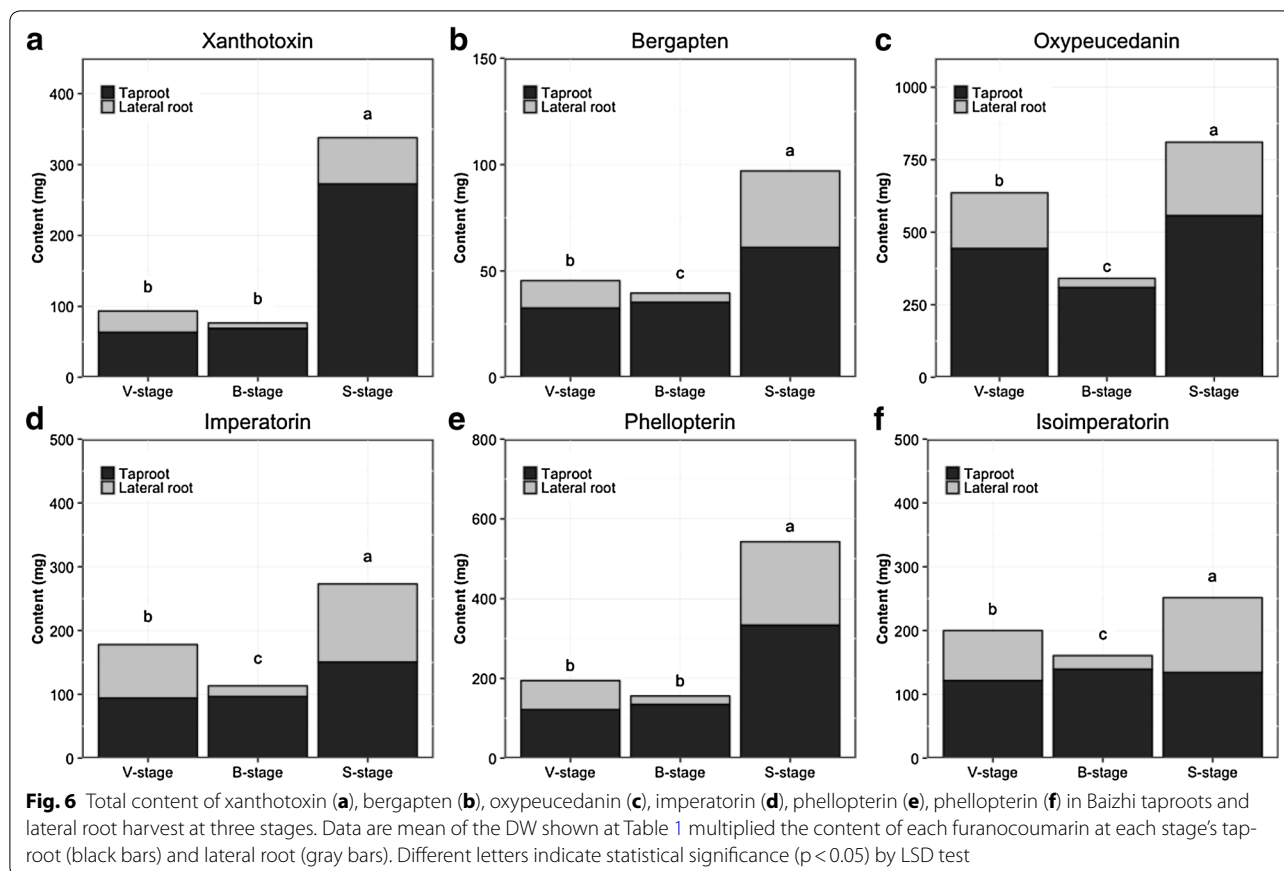 a
Xanthotoxin
Content (mg)
400
300
200
100
0
Taproot
Lateral root
b
b
a
V-stage
B-stage
S-stage
b
Bergapten
Content (mg)
150
100
50
0
Taproot
Lateral root
b
c
a
V-stage
B-stage
S-stage
c
Oxypeucedanin
Content (mg)
1000
750
500
250
0
Taproot
Lateral root
b
c
a
V-stage
B-stage
S-stage
d
Imperatorin
Content (mg)
500
400
300
200
100
0
Taproot
Lateral root
b
c
a
V-stage
B-stage
S-stage
e
Phellopterin
Content (mg)
800
600
400
200
0
Taproot
Lateral root
b
b
a
V-stage
B-stage
S-stage
f
Isoimperatorin
Content (mg)
500
400
300
200
100
0
Taproot
Lateral root
b
c
a
V-stage
B-stage
S-stage
Fig. 6 Total content of xanthotoxin (a), bergapten (b), oxypeucedanin (c), imperatorin (d), phellopterin (e), phellopterin (f) in Baizhi taproots and
lateral root harvest at three stages. Data are mean of the DW shown at Table 1 multiplied the content of each furanocoumarin at each stage's tap-
root (black bars) and lateral root (gray bars). Different letters indicate statistical significance (p < 0.05) by LSD test